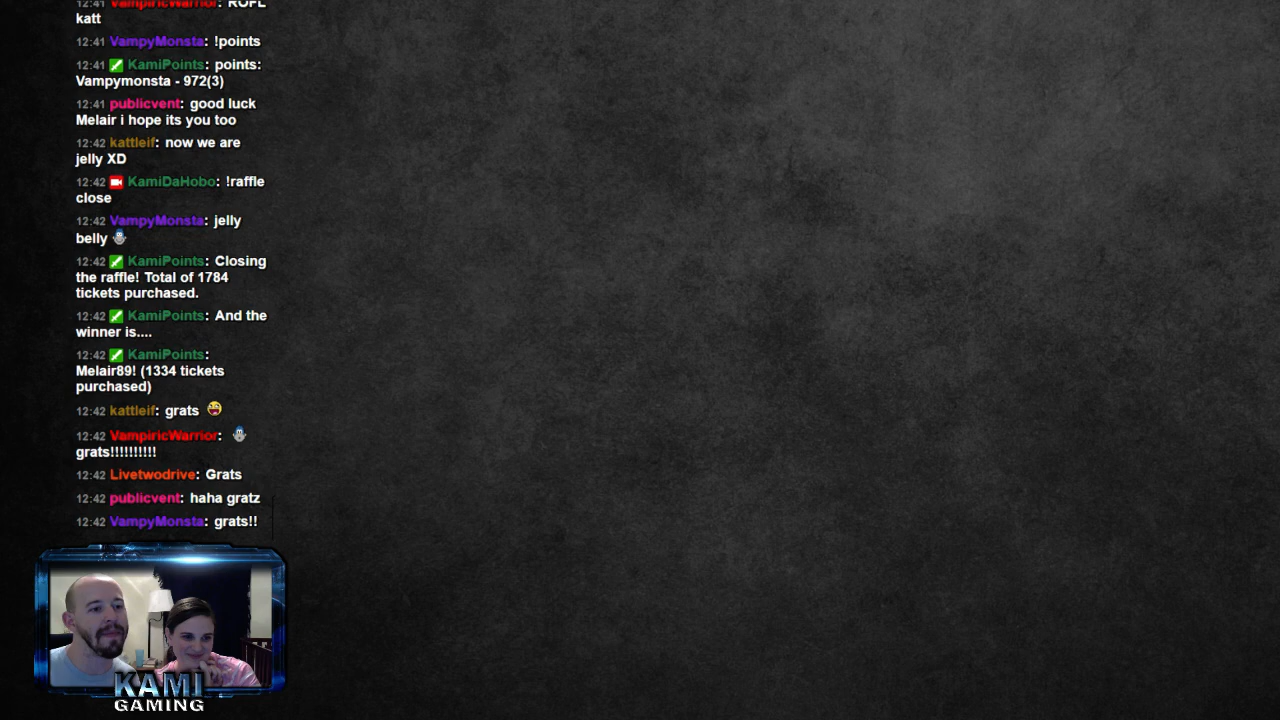 12:41 VampiricWarrior: ROFL
katt
12:41 VampyMonsta: !points
12:41 KamiPoints: points:
Vampymonsta - 972(3)
12:41 publicvent: good luck
Melair i hope its you too
12:42 kattleif: now we are
jelly XD
12:42 KamiDaHobo: !raffle
close
12:42 VampyMonsta: jelly
belly
12:42 KamiPoints: Closing
the raffle! Total of 1784
tickets purchased.
12:42 KamiPoints: And the
winner is....
12:42 KamiPoints:
Melair89! (1334 tickets
purchased)
12:42 kattleif: grats
12:42 VampiricWarrior:
grats!!!!!!!!!!
12:42 Livetwodrive: Grats
12:42 publicvent: haha gratz
12:42 VampyMonsta: grats!!
KAMI
GAMING